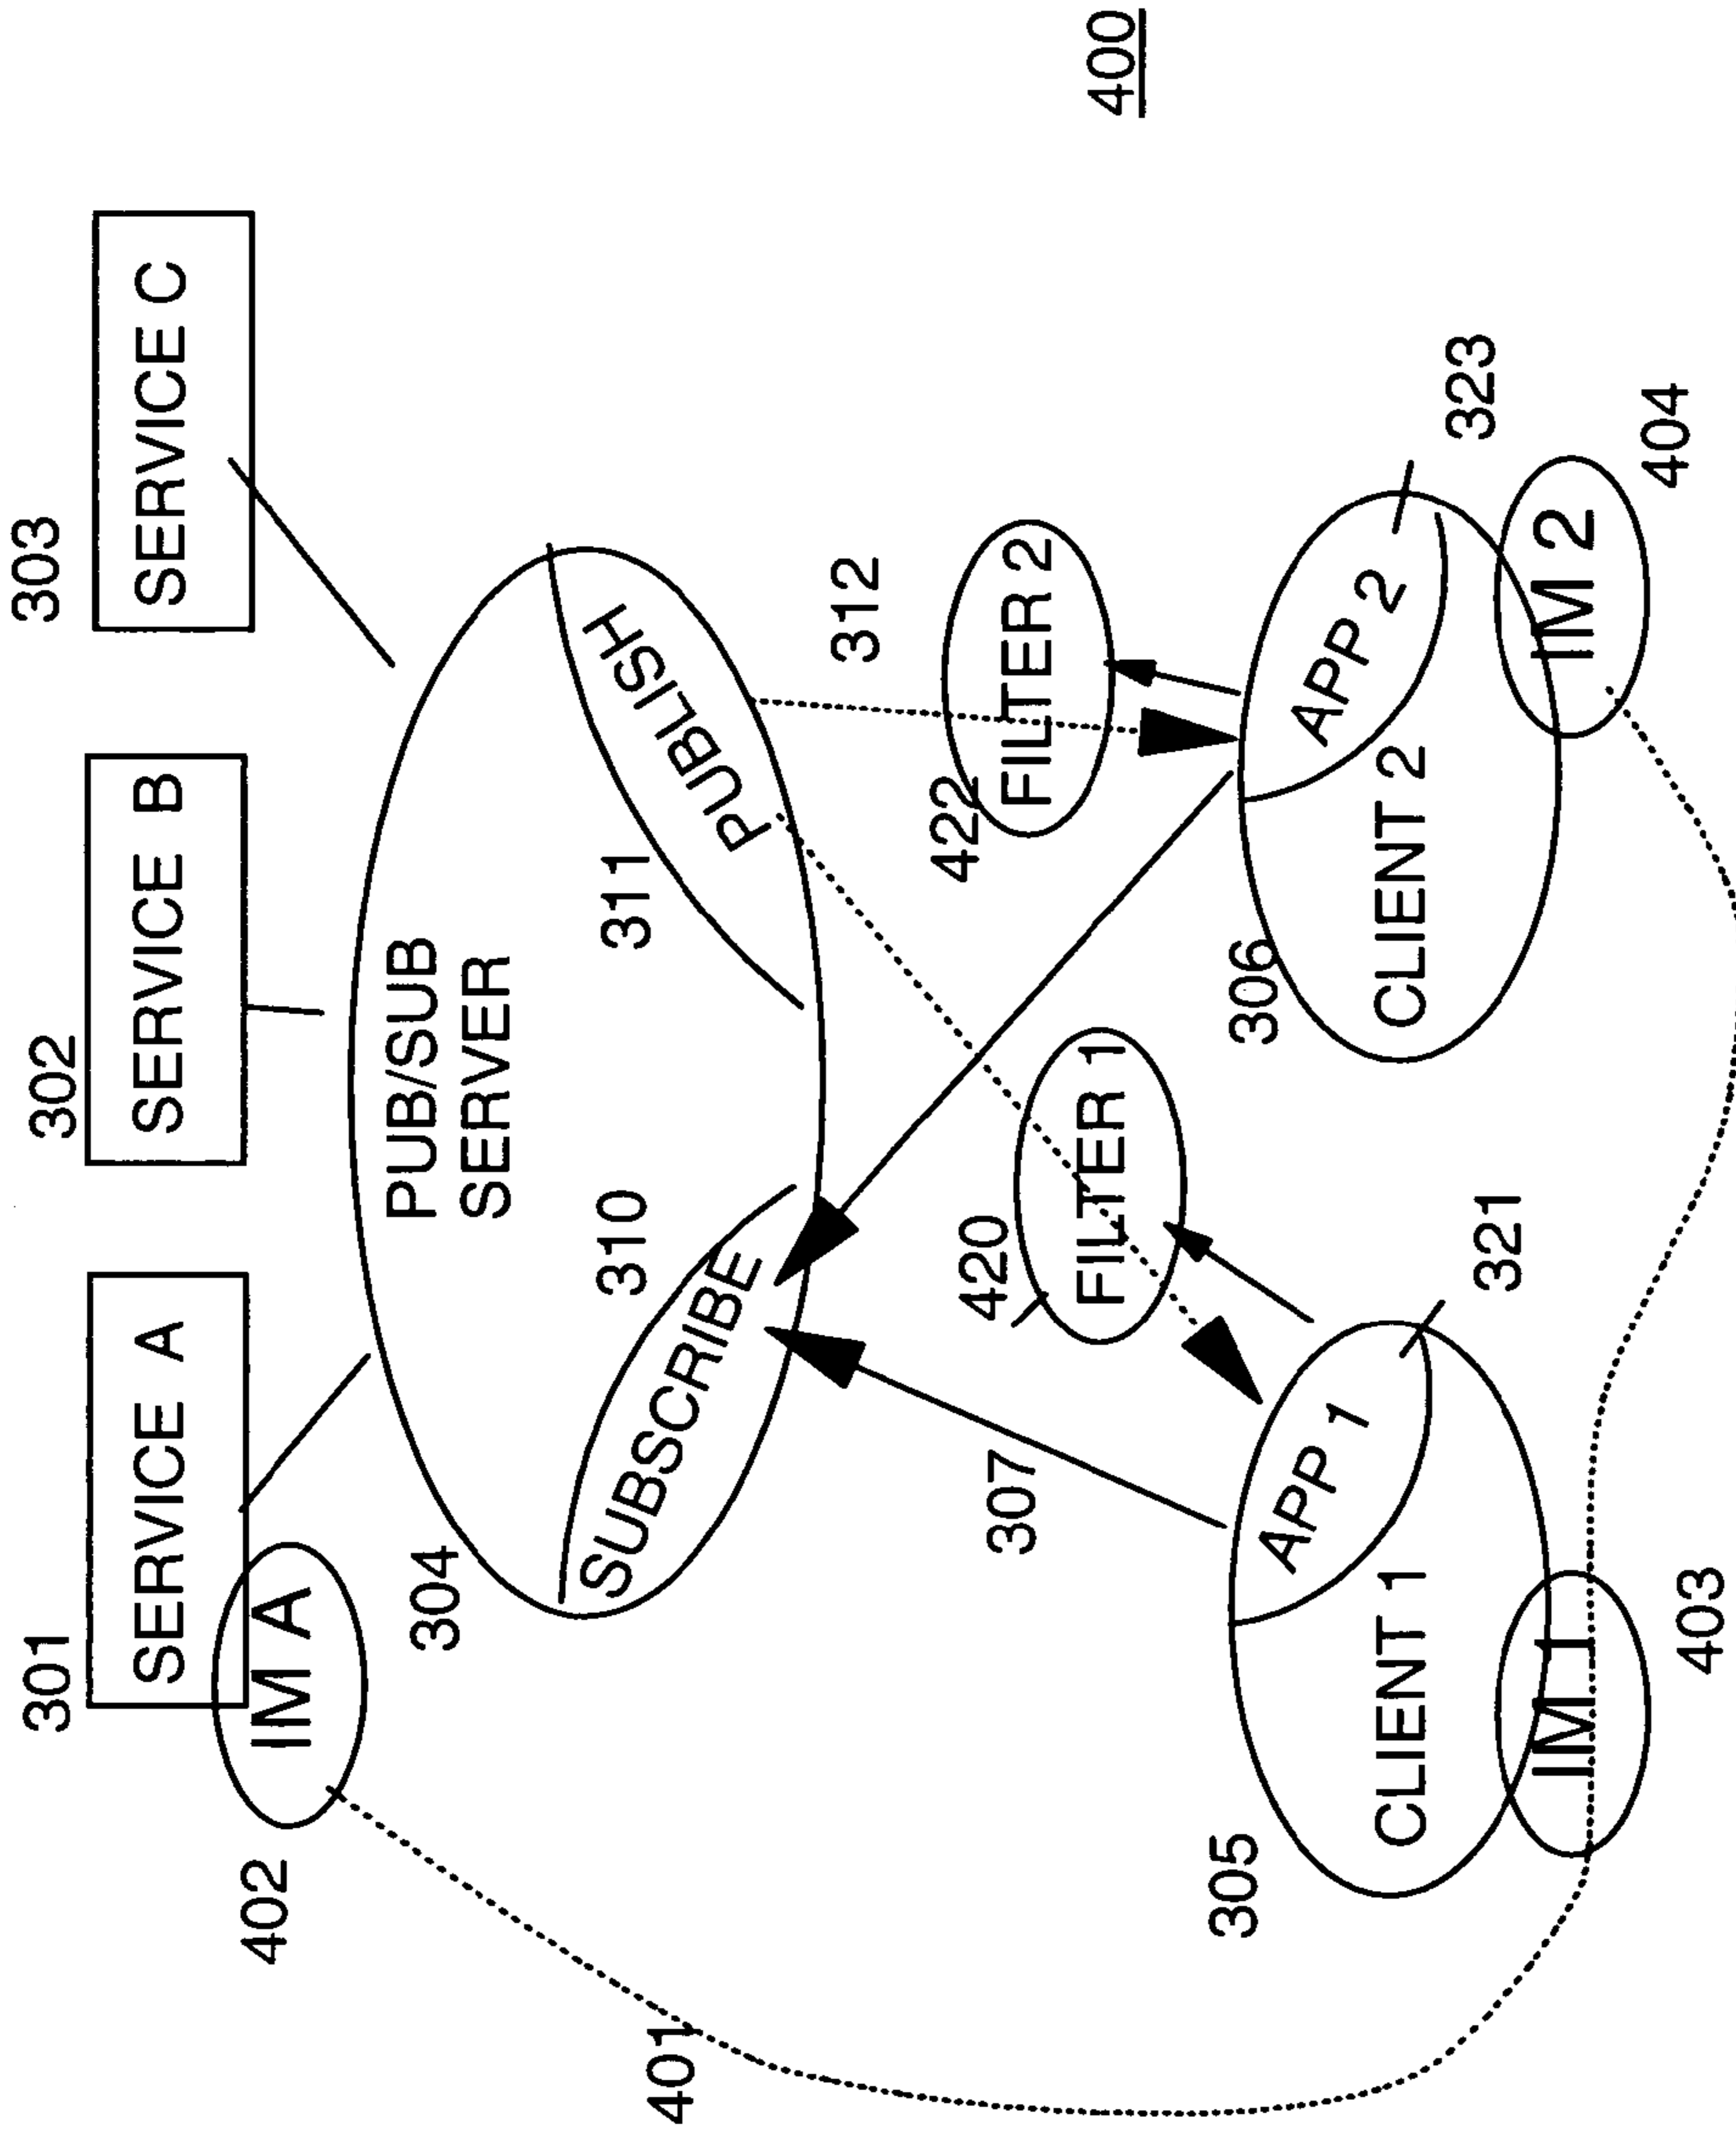 301
302
303
SERVICE A
SERVICE B
SERVICE C
402
IM A
304
PUB/SUB
SERVER
310
311
SUBSCRIBE
PUBLISH
401
307
312
420
FILTER 1
422
FILTER 2
400
305
306
APP 1
APP 2
CLIENT 1
CLIENT 2
321
323
IM 1
IM 2
403
404